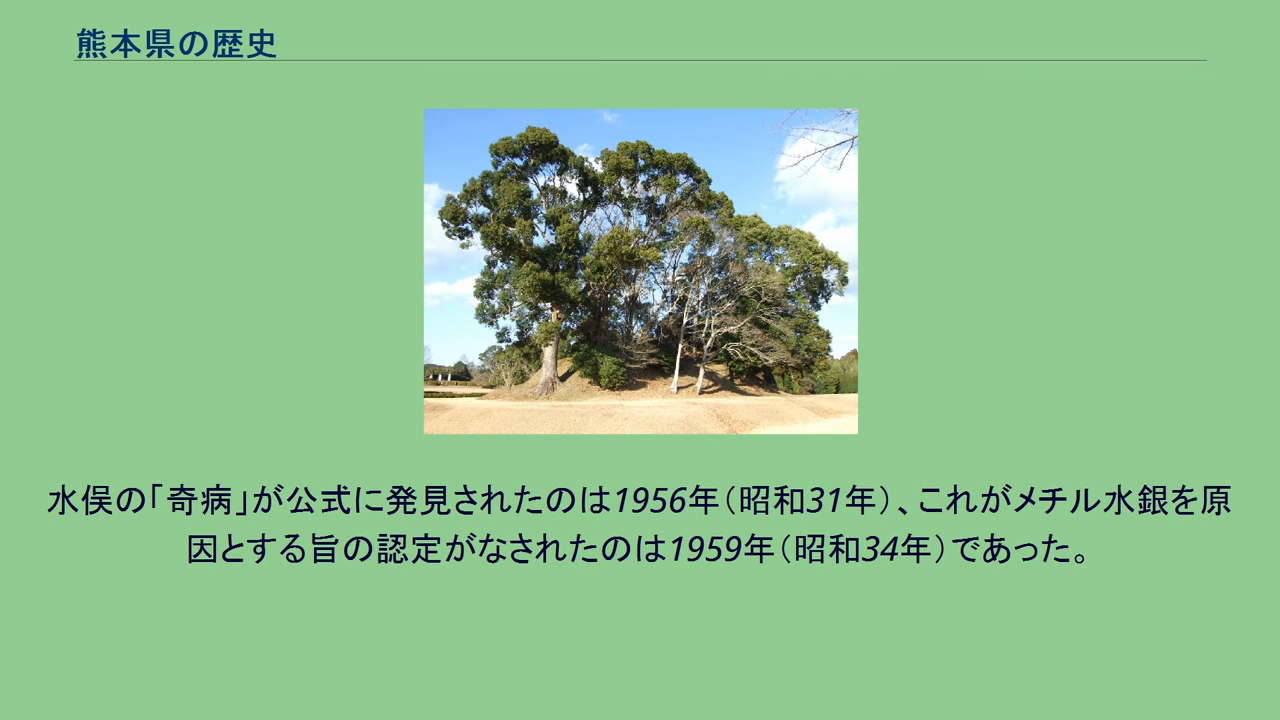 熊本県の歴史
水俣の｢奇病｣が公式に発見されたのは1956年（昭和31年）、これがメチル水銀を原
因とする旨の認定がなされたのは1959年（昭和34年）であった。